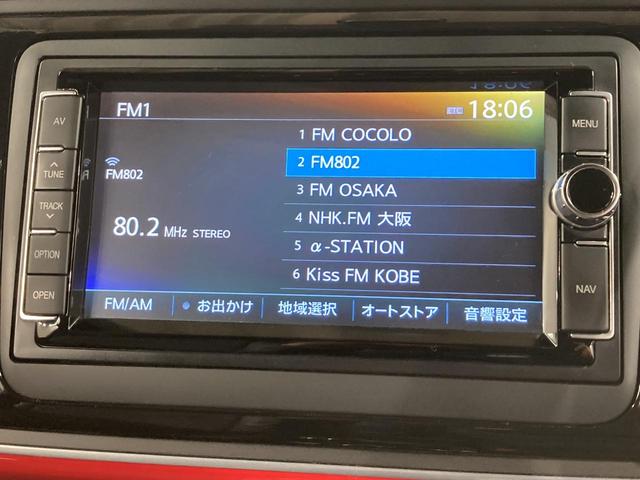 AV
TUNE
TRACK
OPTION
OPEN
FM1
ETC 18:06
FM802
80.2 MHz STEREO
1 FM COCOLO
2 FM802
3 FM OSAKA
4 NHK.FM 大阪
5 α-STATION
6 Kiss FM KOBE
FM/AM お出かけ 地域選択 オートストア 音響設定
MENU
NAV